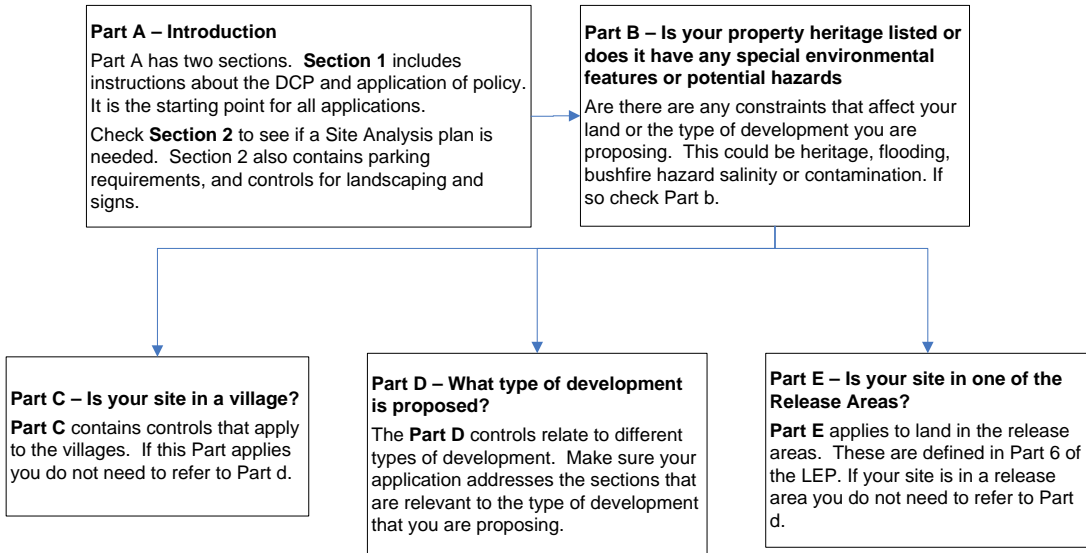 Part A – Introduction
Part A has two sections.  Section 1 includes
instructions about the DCP and application of policy.
It is the starting point for all applications.
Check Section 2 to see if a Site Analysis plan is
needed.  Section 2 also contains parking
requirements, and controls for landscaping and
signs.
Part B – Is your property heritage listed or
does it have any special environmental
features or potential hazards
Are there are any constraints that affect your
land or the type of development you are
proposing.  This could be heritage, flooding,
bushfire hazard salinity or contamination. If
so check Part b.
Part C – Is your site in a village?
Part C contains controls that apply
to the villages.  If this Part applies
you do not need to refer to Part d.
Part D – What type of development
is proposed?
The Part D controls relate to different
types of development.  Make sure your
application addresses the sections that
are relevant to the type of development
that you are proposing.
Part E – Is your site in one of the
Release Areas?
Part E applies to land in the release
areas.  These are defined in Part 6 of
the LEP. If your site is in a release
area you do not need to refer to Part
d.